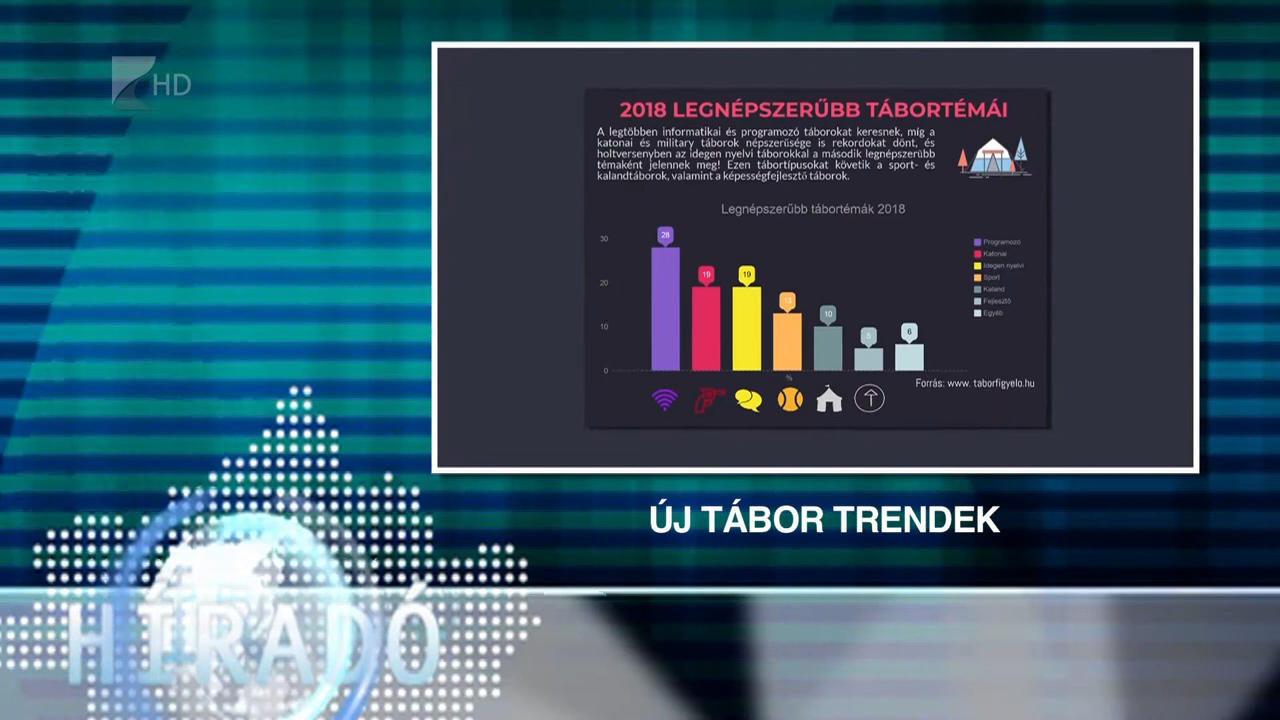 HD
2018 LEGNÉPSZERŰBB TÁBORTÉMÁI
A legtöbben informatikai és programozó táborokat keresnek, míg a
katonai és military táborok népszerűsége is rekordokat dönt, és
holtversenyben az idegen nyelvi táborokkal a második legnépszerűbb
témaként jelennek meg! Ezen tábortípusokat követik a sport- és
kalandtáborok, valamint a képességfejlesztő táborok.
Legnépszerűbb tábortémák 2018
30
20
10
0
28
19
19
13
10
5
6
%
Programozó
Katonai
Idegen nyelvi
Sport
Kaland
Fejlesztő
Egyéb
Forrás: www. taborfigyelo.hu
ÚJ TÁBOR TRENDEK
HÍRADÓ